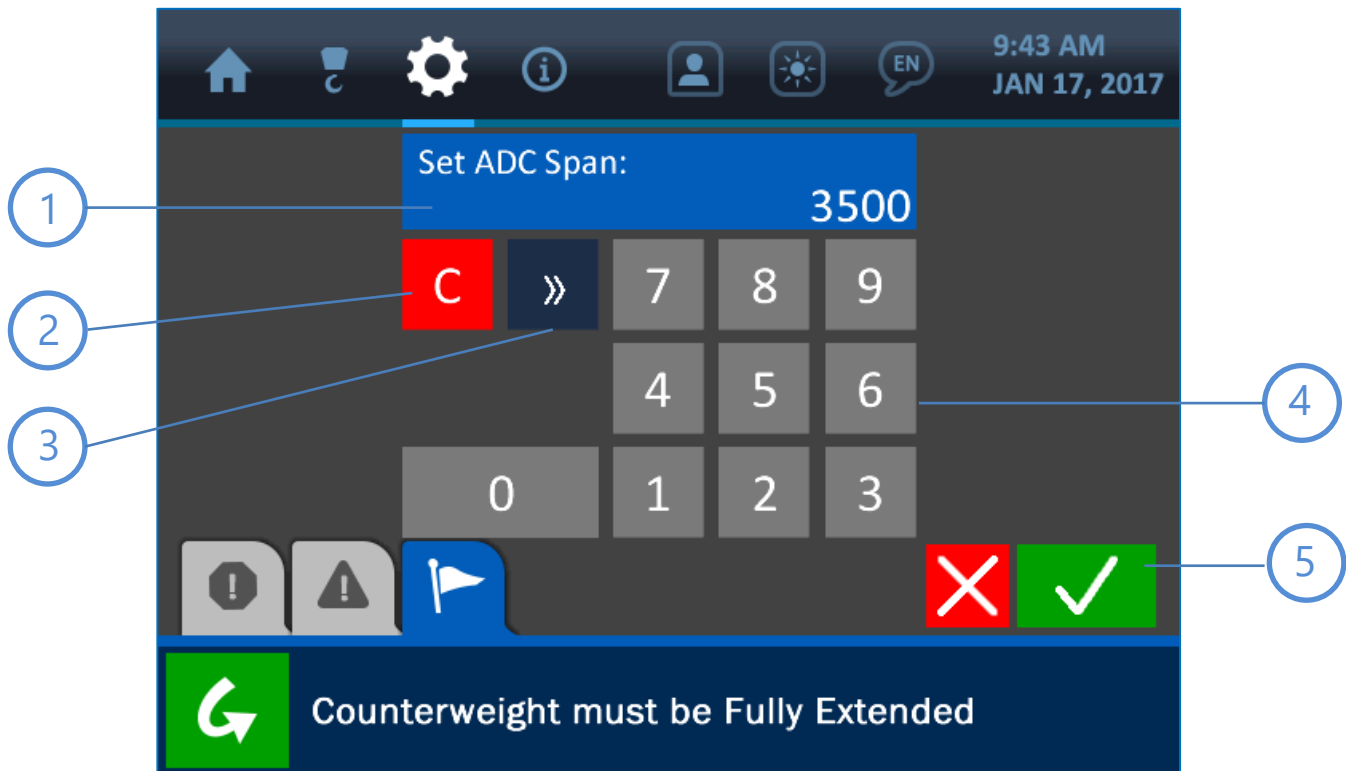 EN
9:43 AM
JAN 17, 2017
Set ADC Span:
3500
1
C » 7 8 9
2
4 5 6
4
3
0 1 2 3
5
Counterweight must be Fully Extended